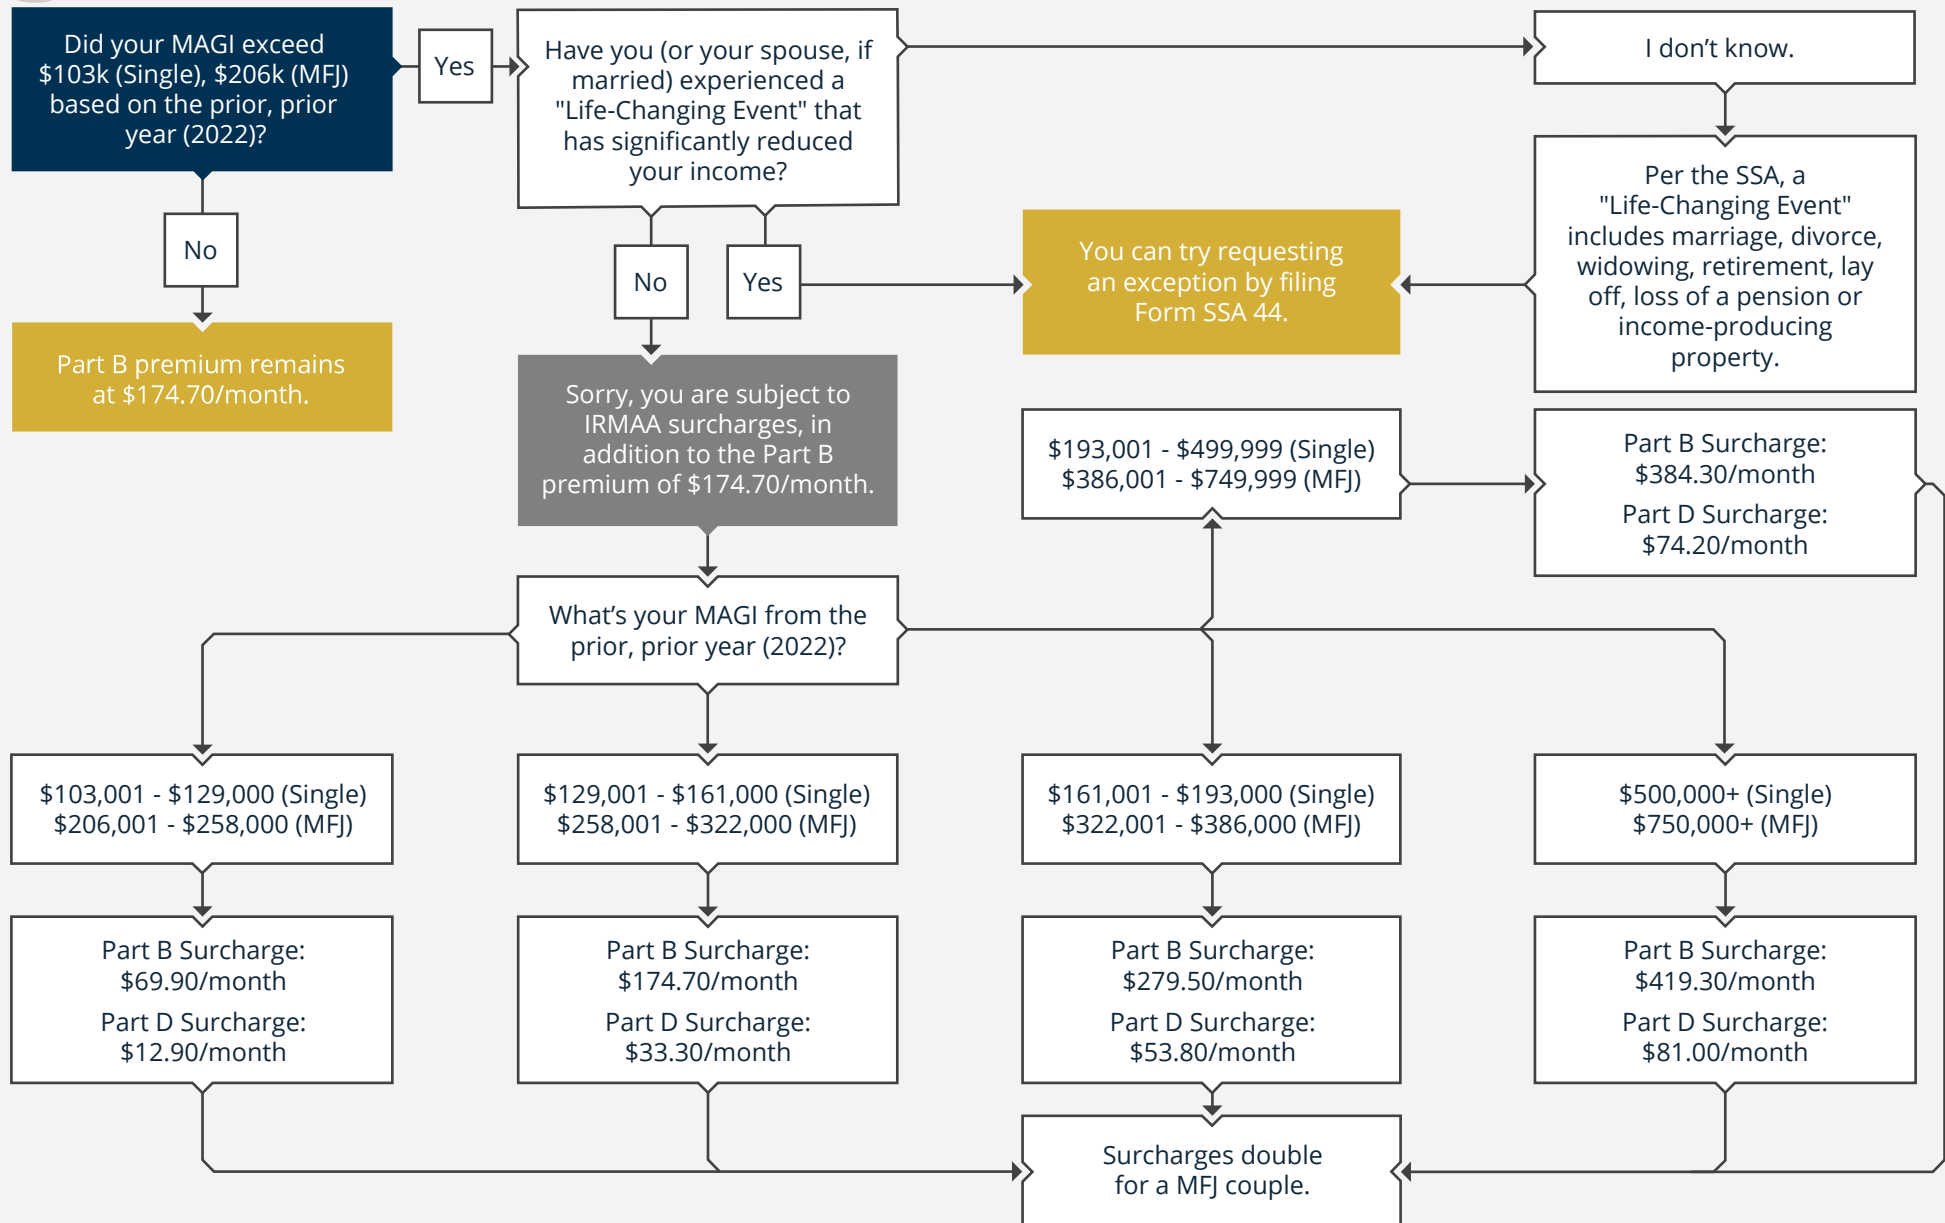 Did your MAGI exceed
$103k (Single), $206k (MFJ)
based on the prior, prior
year (2022)?
Yes
Have you (or your spouse, if
married) experienced a
"Life-Changing Event" that
has significantly reduced
your income?
I don’t know.
No
Part B premium remains
at $174.70/month.
No
Yes
You can try requesting
an exception by filing
Form SSA 44.
Per the SSA, a
"Life-Changing Event"
includes marriage, divorce,
widowing, retirement, lay
off, loss of a pension or
income-producing
property.
Sorry, you are subject to
IRMAA surcharges, in
addition to the Part B
premium of $174.70/month.
$193,001 - $499,999 (Single)
$386,001 - $749,999 (MFJ)
Part B Surcharge:
$384.30/month
Part D Surcharge:
$74.20/month
What’s your MAGI from the
prior, prior year (2022)?
$103,001 - $129,000 (Single)
$206,001 - $258,000 (MFJ)
$129,001 - $161,000 (Single)
$258,001 - $322,000 (MFJ)
$161,001 - $193,000 (Single)
$322,001 - $386,000 (MFJ)
$500,000+ (Single)
$750,000+ (MFJ)
Part B Surcharge:
$69.90/month
Part D Surcharge:
$12.90/month
Part B Surcharge:
$174.70/month
Part D Surcharge:
$33.30/month
Part B Surcharge:
$279.50/month
Part D Surcharge:
$53.80/month
Part B Surcharge:
$419.30/month
Part D Surcharge:
$81.00/month
Surcharges double
for a MFJ couple.